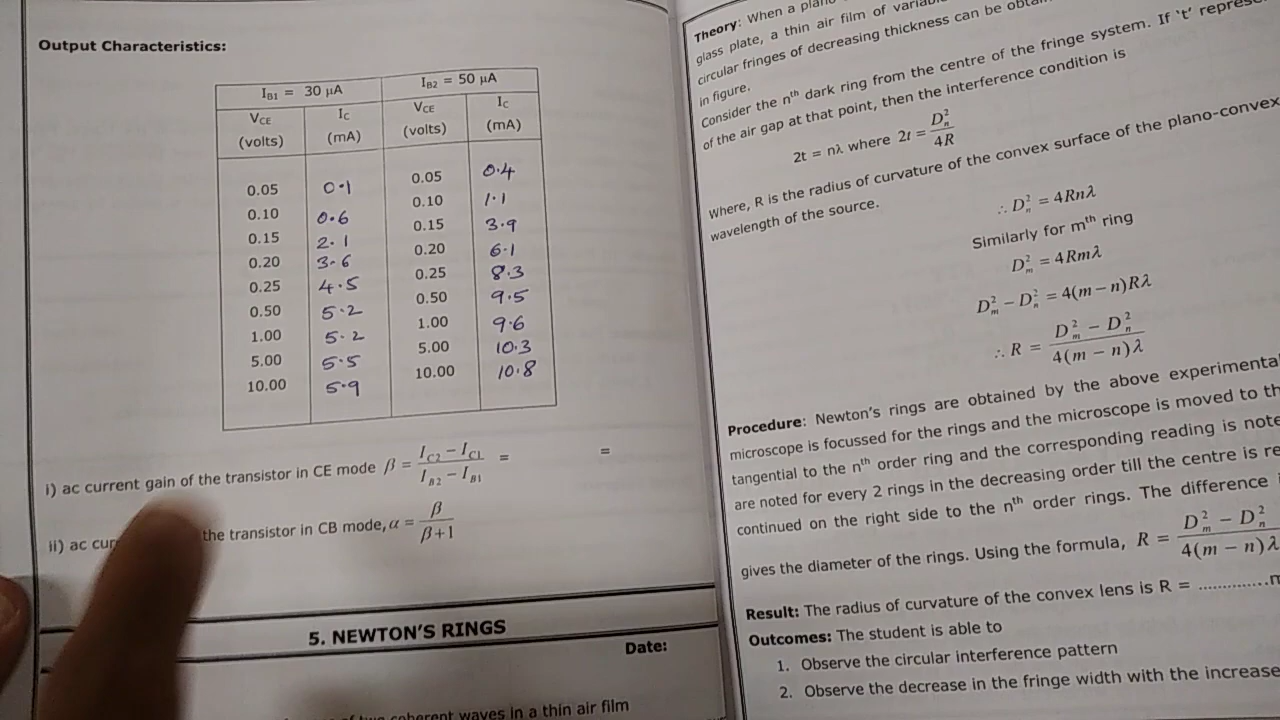 Output Characteristics:
I_B1 = 30 μA I_B2 = 50 μA
V_CE (volts) I_C (mA) V_CE (volts) I_C (mA)
0.05 0.1 0.05 0.4
0.10 0.6 0.10 1.1
0.15 2.1 0.15 3.9
0.20 3.6 0.20 6.1
0.25 4.5 0.25 8.3
0.50 5.2 0.50 9.5
1.00 5.2 1.00 9.6
5.00 5.5 5.00 10.3
10.00 5.9 10.00 10.8
i) ac current gain of the transistor in CE mode β = (I_C2 − I_C1)/(I_B2 − I_B1) = =
ii) ac the transistor in CB mode, α = β/(β+1)
5. NEWTON'S RINGS
Date:
coherent waves in a thin air film
Theory: When a
glass plate, a thin air film of
circular fringes of decreasing thickness can be
in figure.
Consider the nth dark ring from the centre of the fringe system. If 't'
of the air gap at that point, then the interference condition is
2t = nλ where 2t = D_n²/4R
Where, R is the radius of curvature of the convex surface of the plano-convex
wavelength of the source.
∴ D_n² = 4Rnλ
Similarly for mth ring
D_m² = 4Rmλ
D_m² − D_n² = 4(m−n)Rλ
∴ R = (D_m² − D_n²)/(4(m − n)λ)
Procedure: Newton's rings are obtained by the above
microscope is focussed for the rings and the microscope is moved to
tangential to the nth order ring and the corresponding reading is
are noted for every 2 rings in the decreasing order till the centre is
continued on the right side to the nth order rings. The difference
gives the diameter of the rings. Using the formula, R = (D_m² − D_n²)/(4(m − n)λ)
Result: The radius of curvature of the convex lens is R = ..............
Outcomes: The student is able to
1. Observe the circular interference pattern
2. Observe the decrease in the fringe width with the increase